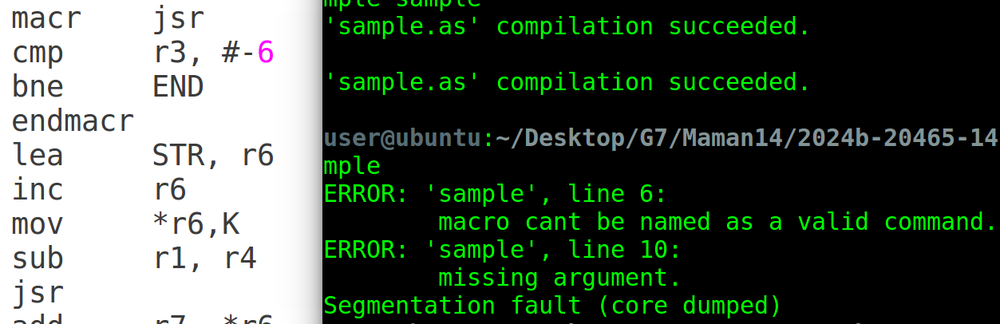 macr jsr
cmp r3, #-6
bne END
endmacr
lea STR, r6
inc r6
mov *r6,K
sub r1, r4
jsr
add r7, *r6
mple sample
'sample.as' compilation succeeded.
'sample.as' compilation succeeded.
user@ubuntu:~/Desktop/G7/Maman14/2024b-20465-14
mple
ERROR: 'sample', line 6:
macro cant be named as a valid command.
ERROR: 'sample', line 10:
missing argument.
Segmentation fault (core dumped)